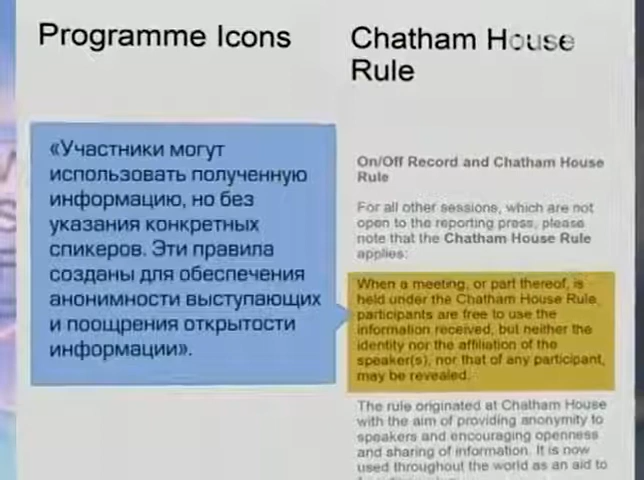 Programme Icons
Chatham House
Rule
«Участники могут
использовать полученную
информацию, но без
указания конкретных
спикеров. Эти правила
созданы для обеспечения
анонимности выступающих
и поощрения открытости
информации».
On/Off Record and Chatham House
Rule
For all other sessions, which are not
open to the reporting press, please
note that the Chatham House Rule
applies:
When a meeting, or part thereof, is
held under the Chatham House Rule,
participants are free to use the
information received, but neither the
identity nor the affiliation of the
speaker(s), nor that of any participant,
may be revealed.
The rule originated at Chatham House
with the aim of providing anonymity to
speakers and encouraging openness
and sharing of information. It is now
used throughout the world as an aid to